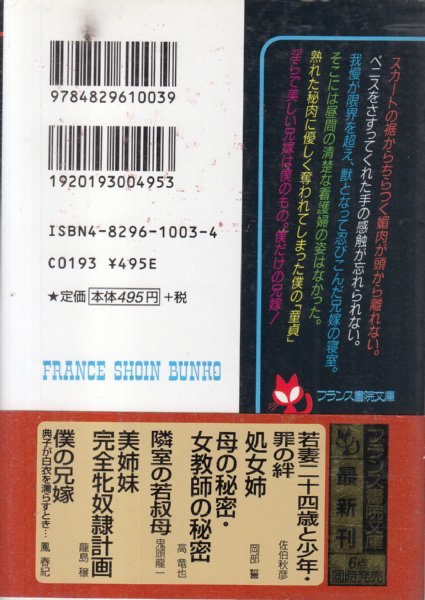 9784829610039
1920193004953
ISBN4-8296-1003-4
C0193 ¥495E
★定価 本体495円 +税
FRANCE SHOIN BUNKO
スカートの裾からちらつく媚肉が頭から離れない。
ペニスをさすってくれた手の感触が忘れられない。
我慢が限界を超え、獣となって忍びこんだ兄嫁の寝室。
そこには昼間の清楚な看護婦の姿はなかった。
熟れた秘肉に優しく奪われてしまった僕の「童貞」
淫らで美しい兄嫁は僕のもの。僕だけの兄嫁!
フランス書院文庫
フランス書院文庫
最新刊
6点同時発売
若妻二十四歳と少年・罪の絆 佐伯秋彦
処女姉 岡部誓
母の秘密・女教師の秘密 高竜也
隣室の若叔母 鬼頭龍一
美姉妹 完全牝奴隷計画 龍島穣
僕の兄嫁 典子が白衣を濡らすとき… 鳳春紀